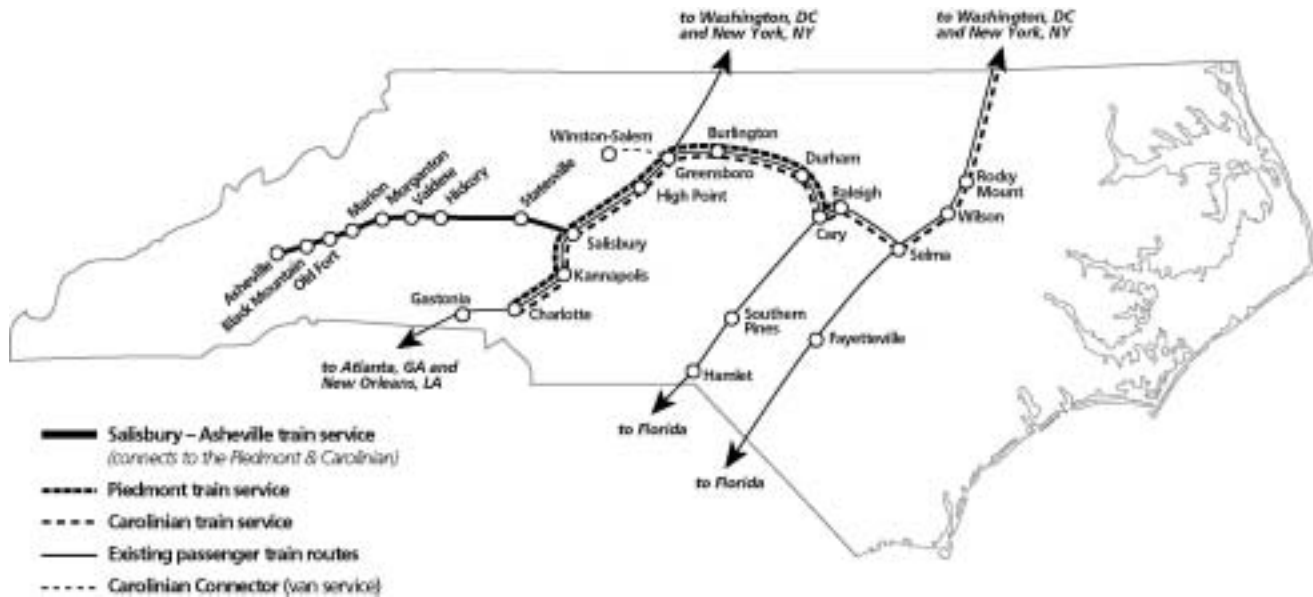 to Washington, DC
and New York, NY
to Washington, DC
and New York, NY
Winston-Salem
Burlington
Greensboro
Durham
High Point
Raleigh
Cary
Rocky
Mount
Wilson
Selma
Asheville
Black Mountain
Old Fort
Marion
Morganton
Valdese
Hickory
Statesville
Salisbury
Kannapolis
Gastonia
Charlotte
Southern
Pines
Fayetteville
Hamlet
to Atlanta, GA and
New Orleans, LA
to Florida
to Florida
Salisbury – Asheville train service
(connects to the Piedmont & Carolinian)
Piedmont train service
Carolinian train service
Existing passenger train routes
Carolinian Connector (van service)